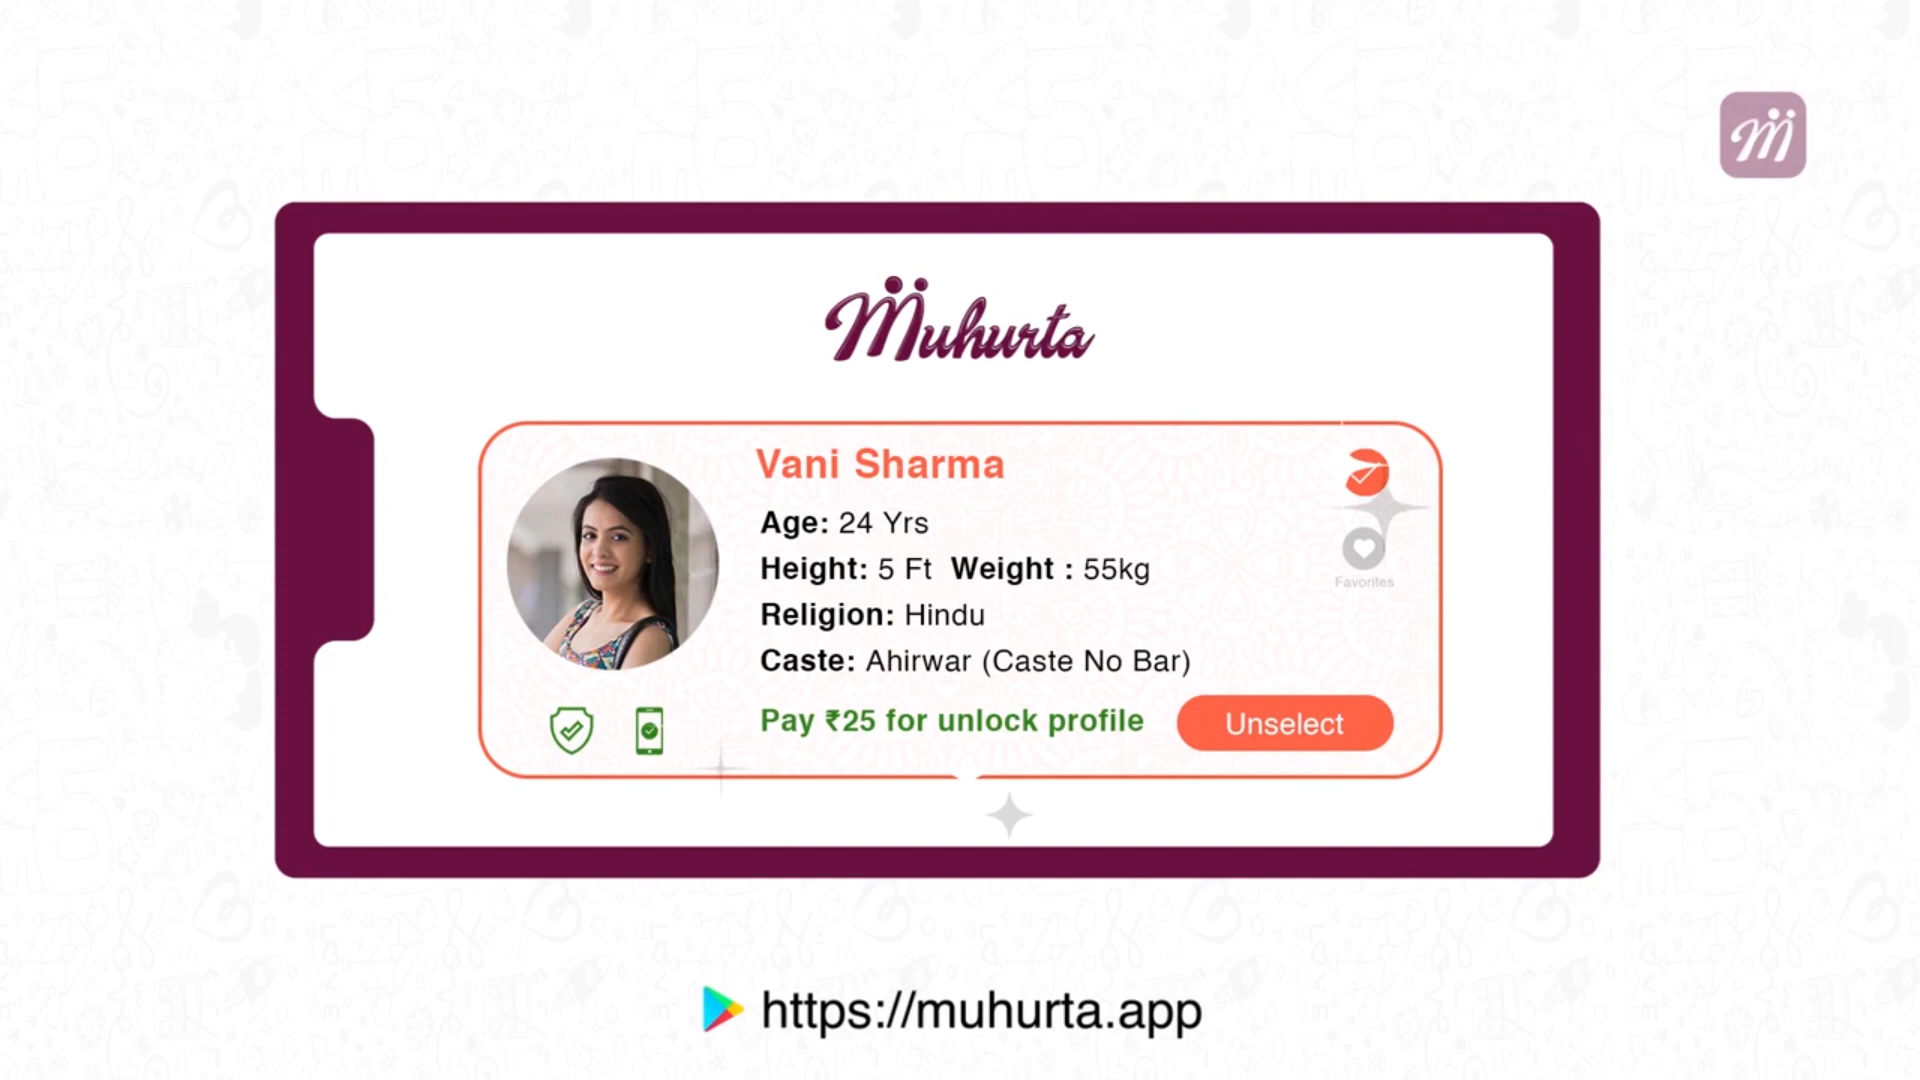 Muhurta
Vani Sharma
Age: 24 Yrs
Height: 5 Ft Weight : 55kg
Favorites
Religion: Hindu
Caste: Ahirwar (Caste No Bar)
Pay ₹25 for unlock profile
Unselect
https://muhurta.app